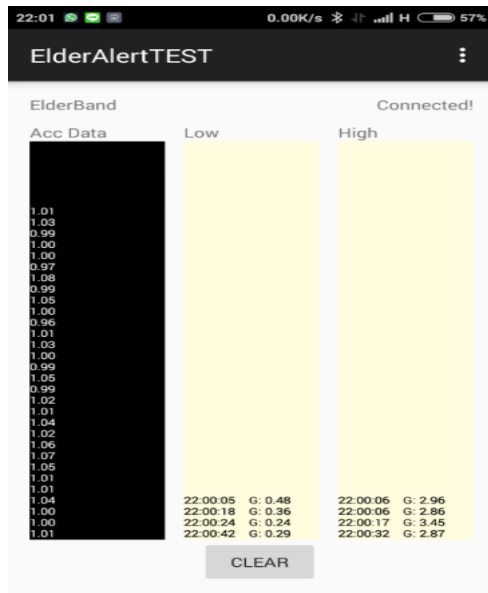 22:01 0.00K/s H 57%
ElderAlertTEST
ElderBand Connected!
Acc Data Low High
1.01
1.03
0.99
1.00
1.00
0.97
1.08
0.99
1.05
1.00
0.96
1.01
1.03
1.00
0.99
1.05
0.99
1.02
1.01
1.04
1.02
1.06
1.07
1.05
1.01
1.01
1.04 22:00:05 G: 0.48 22:00:06 G: 2.96
1.00 22:00:18 G: 0.36 22:00:06 G: 2.86
1.00 22:00:24 G: 0.24 22:00:17 G: 3.45
1.01 22:00:42 G: 0.29 22:00:32 G: 2.87
CLEAR